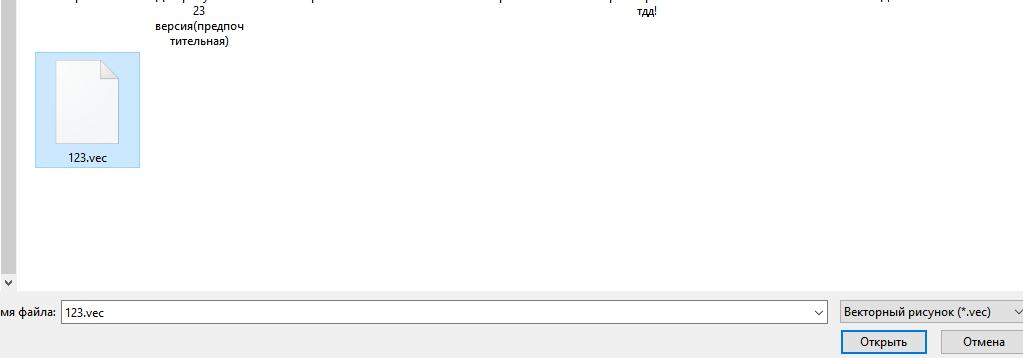 23
версия(предпоч
тительная)
тдд!
123.vec
мя файла:
123.vec
Векторный рисунок (*.vec)
Открыть
Отмена